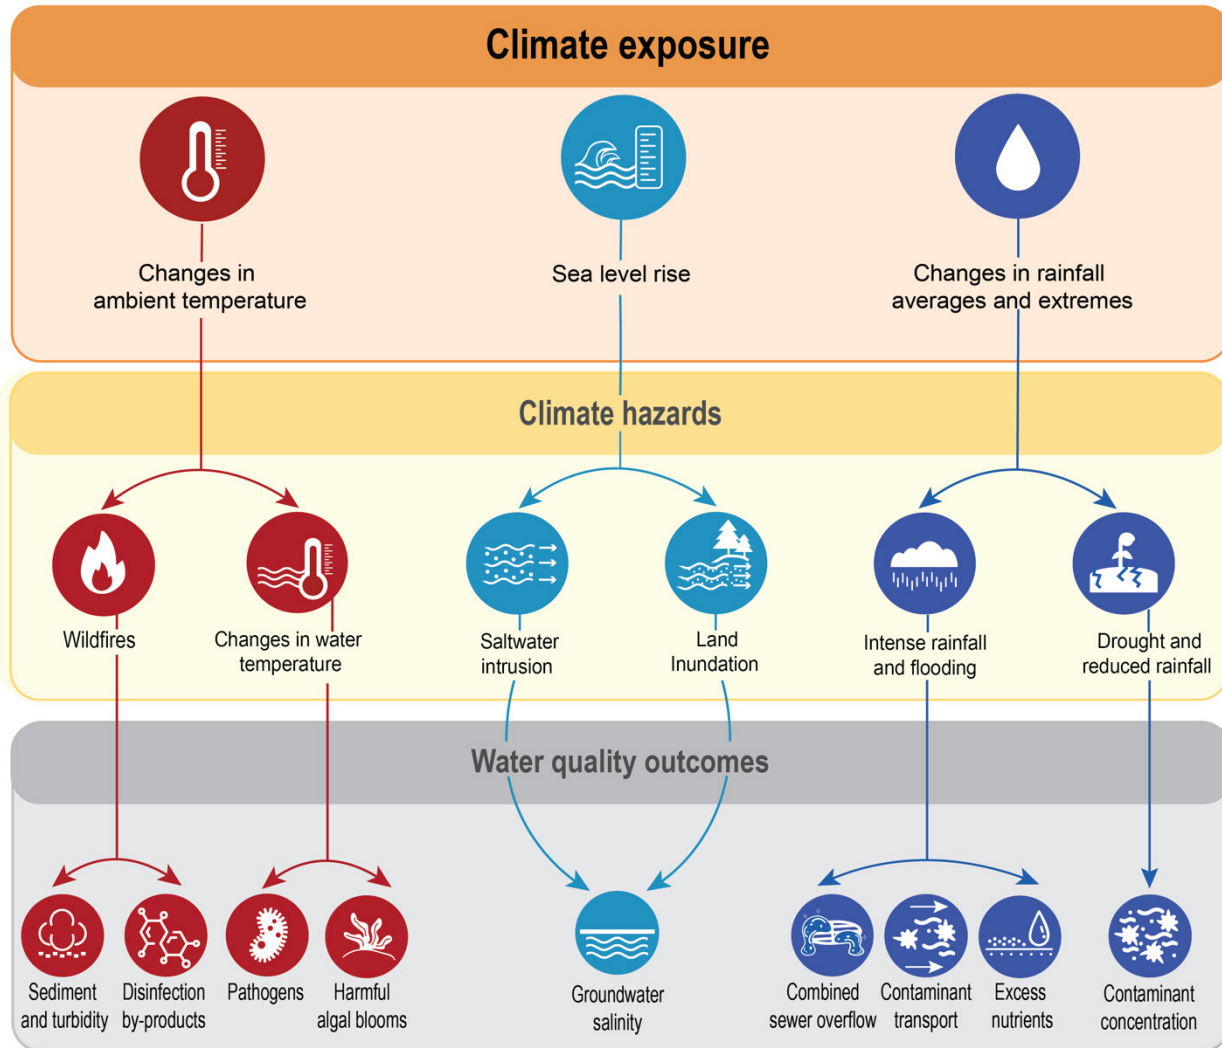 Climate exposure
Changes in
ambient temperature
Sea level rise
Changes in rainfall
averages and extremes
Climate hazards
Wildfires
Changes in water
temperature
Saltwater
intrusion
Land
Inundation
Intense rainfall
and flooding
Drought and
reduced rainfall
Water quality outcomes
Sediment
and turbidity
Disinfection
by-products
Pathogens
Harmful
algal blooms
Groundwater
salinity
Combined
sewer overflow
Contaminant
transport
Excess
nutrients
Contaminant
concentration